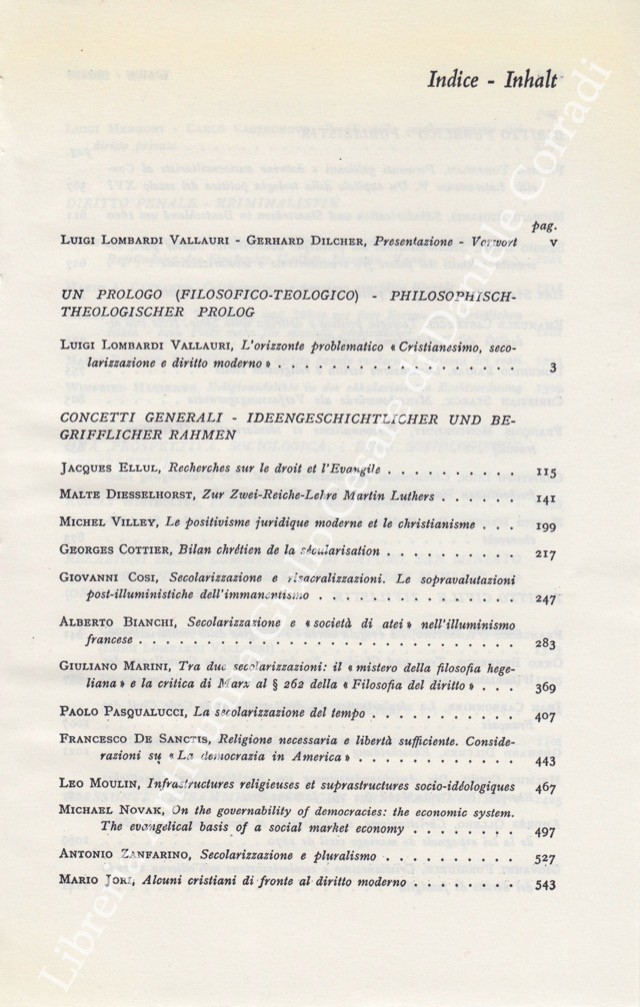 Indice - Inhalt
pag.
LUIGI LOMBARDI VALLAURI - GERHARD DILCHER, Presentazione - Vorwort V
UN PROLOGO (FILOSOFICO-TEOLOGICO) - PHILOSOPHISCH-
THEOLOGISCHER PROLOG
LUIGI LOMBARDI VALLAURI, L'orizzonte problematico « Cristianesimo, seco-
larizzazione e diritto moderno » . . . . . . . . . . . . . . . . . 3
CONCETTI GENERALI - IDEENGESCHICHTLICHER UND BE-
GRIFFLICHER RAHMEN
JACQUES ELLUL, Recherches sur le droit et l'Evangile . . . . . . . . . . 115
MALTE DIESSELHORST, Zur Zwei-Reiche-Lehre Martin Luthers . . . . . . 141
MICHEL VILLEY, Le positivisme juridique moderne et le christianisme . . . 199
GEORGES COTTIER, Bilan chrétien de la sécularisation . . . . . . . . . . 217
GIOVANNI COSI, Secolarizzazione e risacralizzazioni. Le sopravalutazioni
post-illuministiche dell'immanentismo . . . . . . . . . . . . . . . 247
ALBERTO BIANCHI, Secolarizzazione e « società di atei » nell'illuminismo
francese . . . . . . . . . . . . . . . . . . . . . . . . . . . . . 283
GIULIANO MARINI, Tra due secolarizzazioni: il « mistero della filosofia hege-
liana » e la critica di Marx al § 262 della « Filosofia del diritto » . . . 369
PAOLO PASQUALUCCI, La secolarizzazione del tempo . . . . . . . . . . . 407
FRANCESCO DE SANCTIS, Religione necessaria e libertà sufficiente. Conside-
razioni su « La democrazia in America » . . . . . . . . . . . . . 443
LEO MOULIN, Infrastructures religieuses et suprastructures socio-idéologiques 467
MICHAEL NOVAK, On the governability of democracies: the economic system.
The evangelical basis of a social market economy . . . . . . . . 497
ANTONIO ZANFARINO, Secolarizzazione e pluralismo . . . . . . . . . . 527
MARIO JORI, Alcuni cristiani di fronte al diritto moderno . . . . . . . . 543